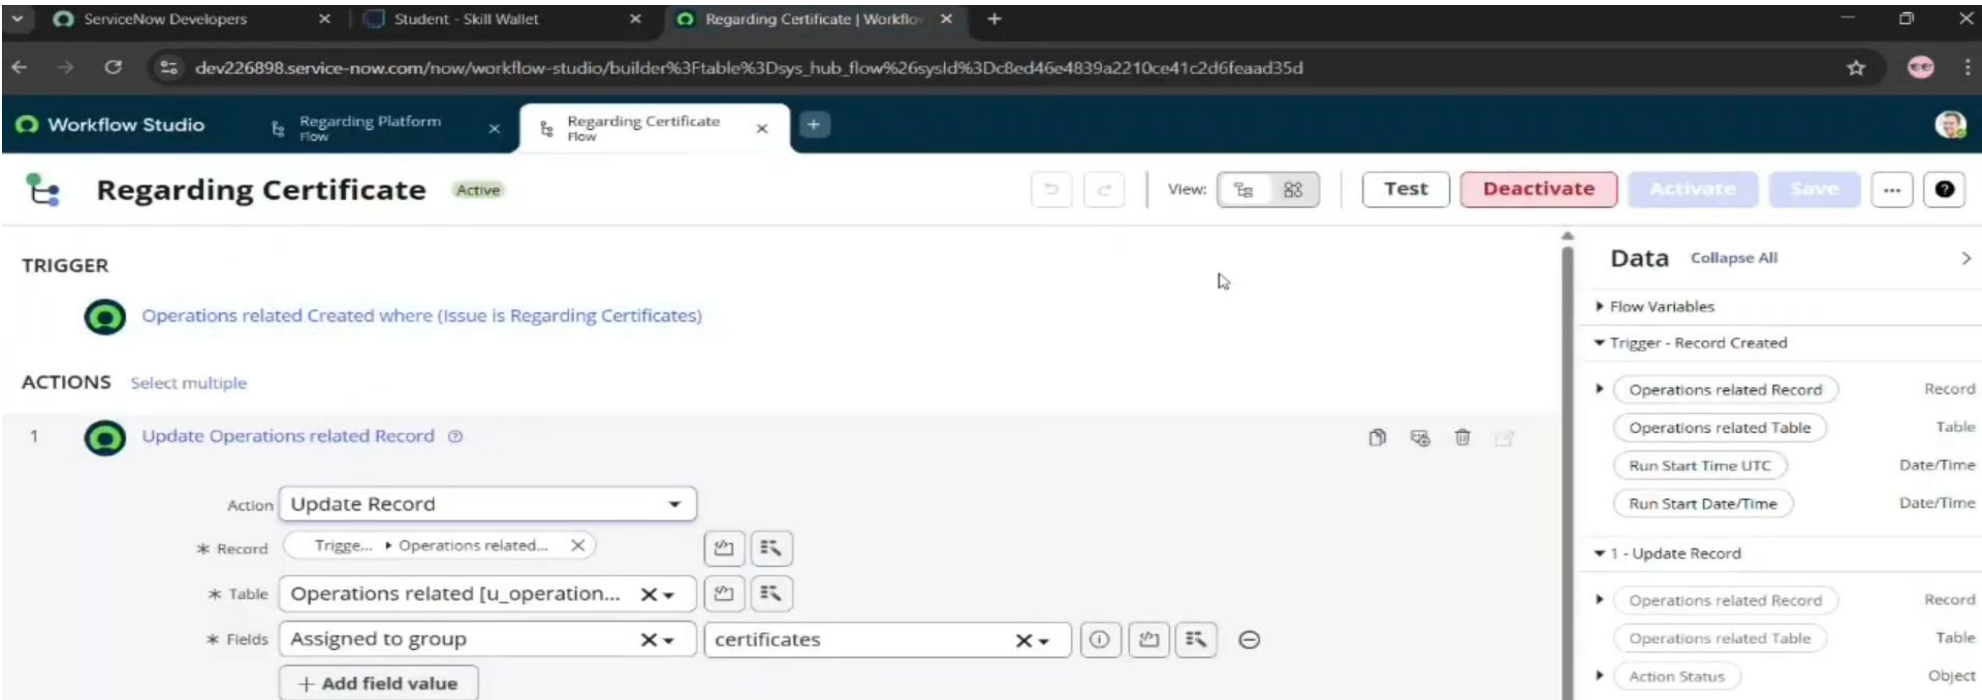 ServiceNow Developers
Student - Skill Wallet
Regarding Certificate | Workflo
dev226898.service-now.com/now/workflow-studio/builder%3Ftable%3Dsys_hub_flow%26sysId%3Dc8ed46e4839a2210ce41c2d6feaad35d
Workflow Studio
Regarding Platform
Flow
Regarding Certificate
Flow
Regarding Certificate Active
View: Test Deactivate Activate Save ... ?
TRIGGER
Operations related Created where (Issue is Regarding Certificates)
ACTIONS Select multiple
1 Update Operations related Record
Action Update Record
* Record Trigge... ▸ Operations related...
* Table Operations related [u_operation...
* Fields Assigned to group certificates
+ Add field value
Data Collapse All
Flow Variables
Trigger - Record Created
Operations related Record Record
Operations related Table Table
Run Start Time UTC Date/Time
Run Start Date/Time Date/Time
1 - Update Record
Operations related Record Record
Operations related Table Table
Action Status Object